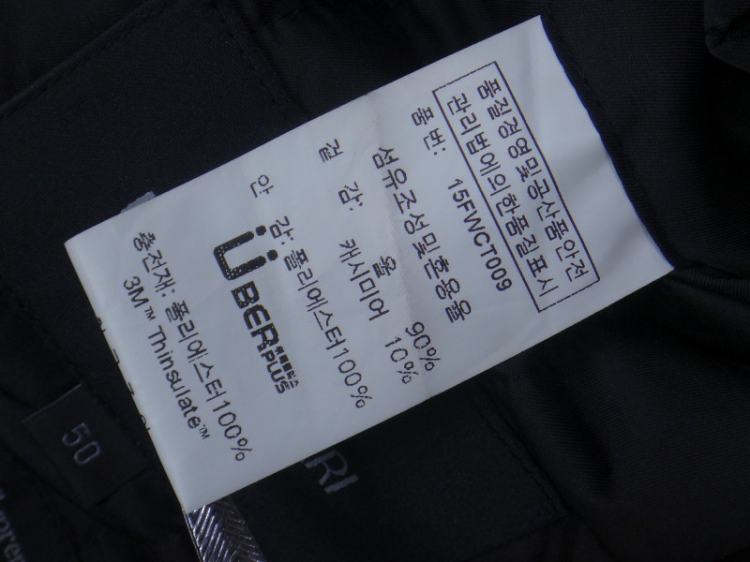 품질경영및공산품안전
관리법에의한품질표시
품번: 15FWCT009
섬유조성및혼용율
겉 감: 울 90%
캐시미어 10%
안 감: 폴리에스터100%
ÜBER PLUS
충전재: 폴리에스터100%
3M™ Thinsulate™
50
RI